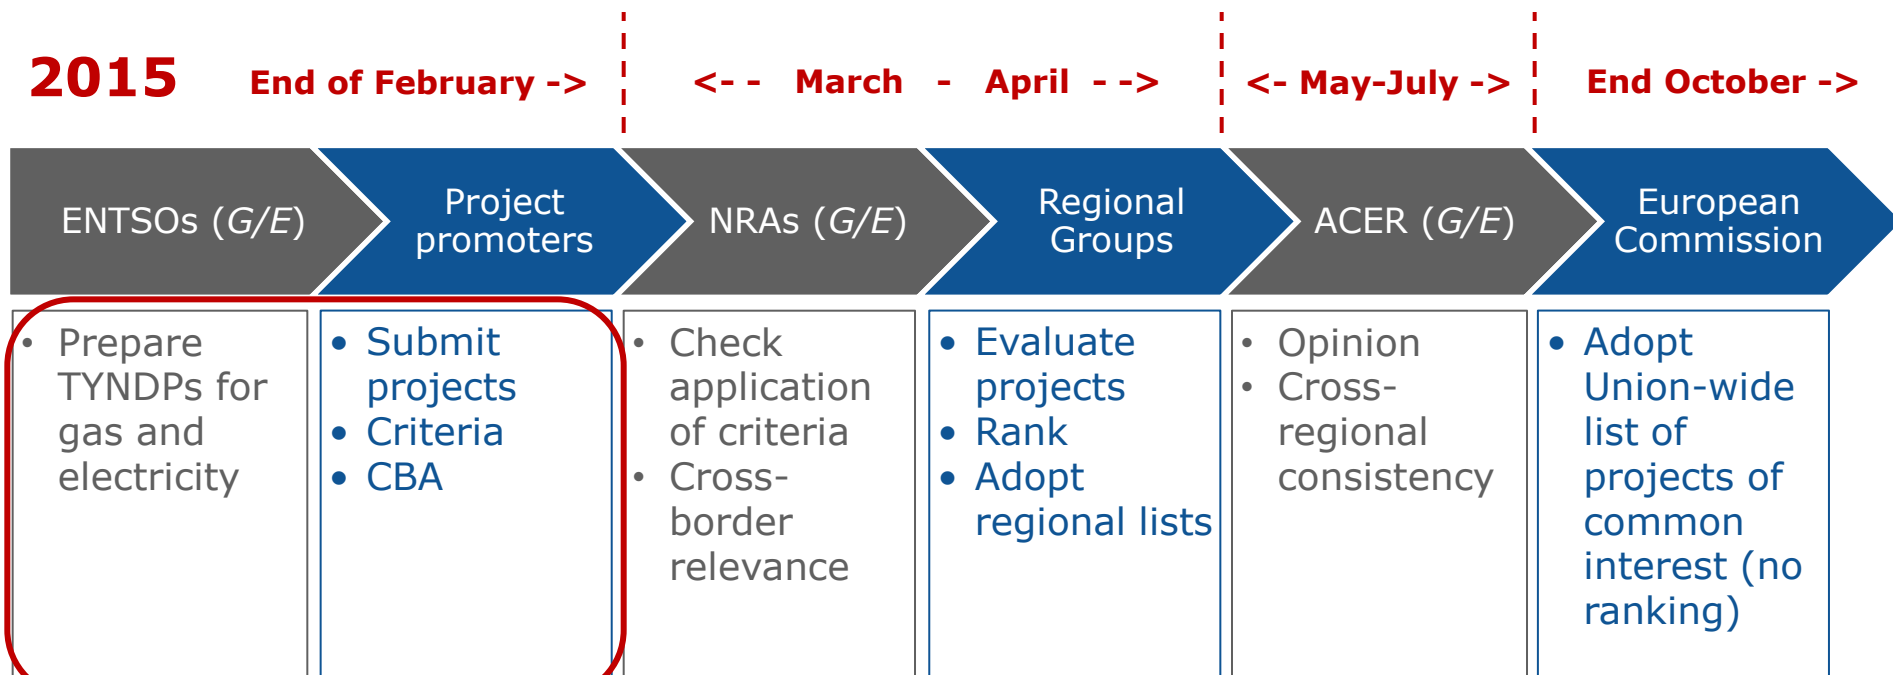 2015 End of February -> <- - March - April - -> <- May-July -> End October ->
ENTSOs (G/E)
Project
promoters
NRAs (G/E)
Regional
Groups
ACER (G/E)
European
Commission
• Prepare
TYNDPs for
gas and
electricity
• Submit
projects
• Criteria
• CBA
• Check
application
of criteria
• Cross-
border
relevance
• Evaluate
projects
• Rank
• Adopt
regional lists
• Opinion
• Cross-
regional
consistency
• Adopt
Union-wide
list of
projects of
common
interest (no
ranking)